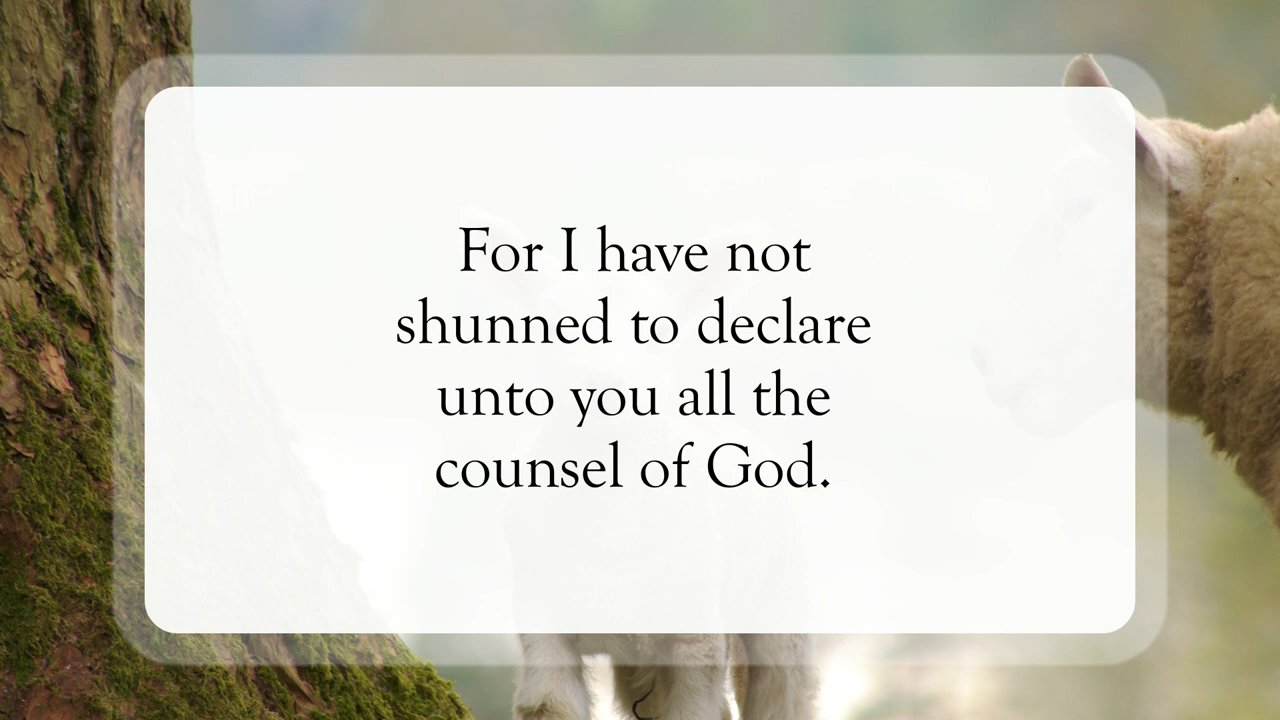 For I have not
shunned to declare
unto you all the
counsel of God.